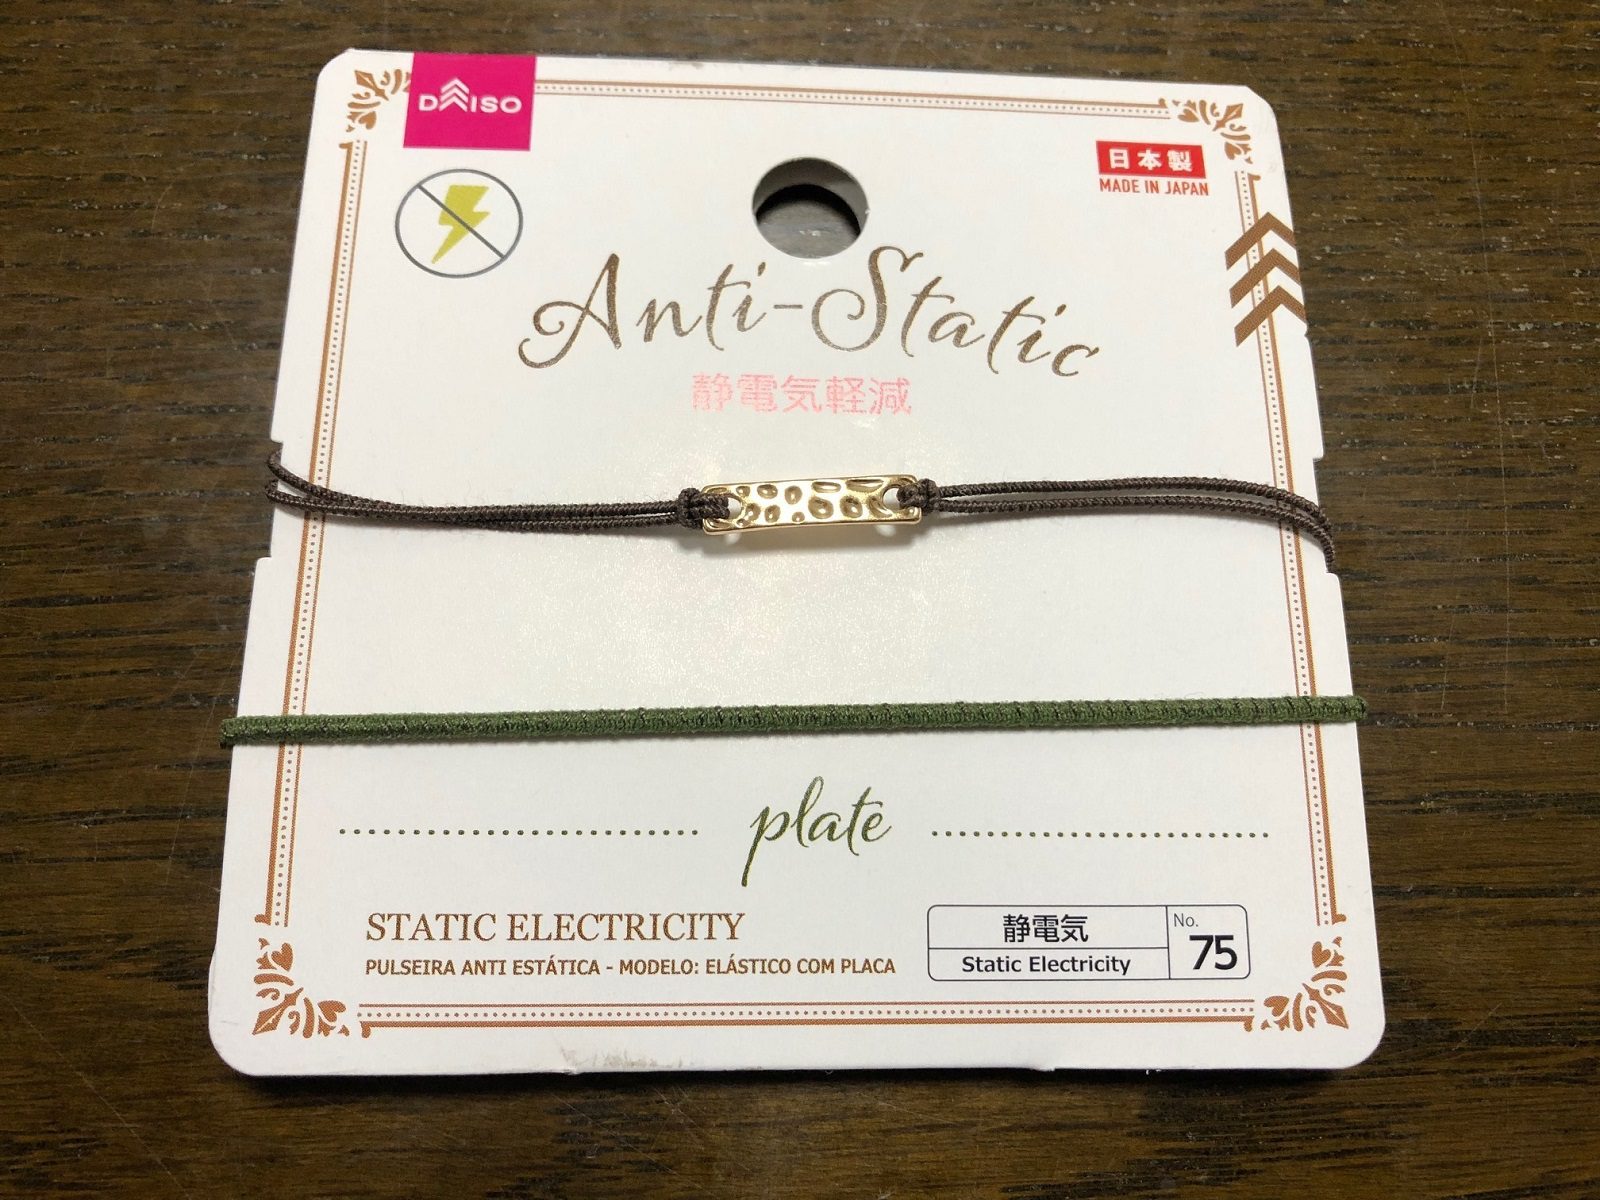 DAISO
日本製
MADE IN JAPAN
Anti-Static
静電気軽減
plate
STATIC ELECTRICITY
PULSEIRA ANTI ESTÁTICA - MODELO: ELÁSTICO COM PLACA
静電気
Static Electricity
No.
75